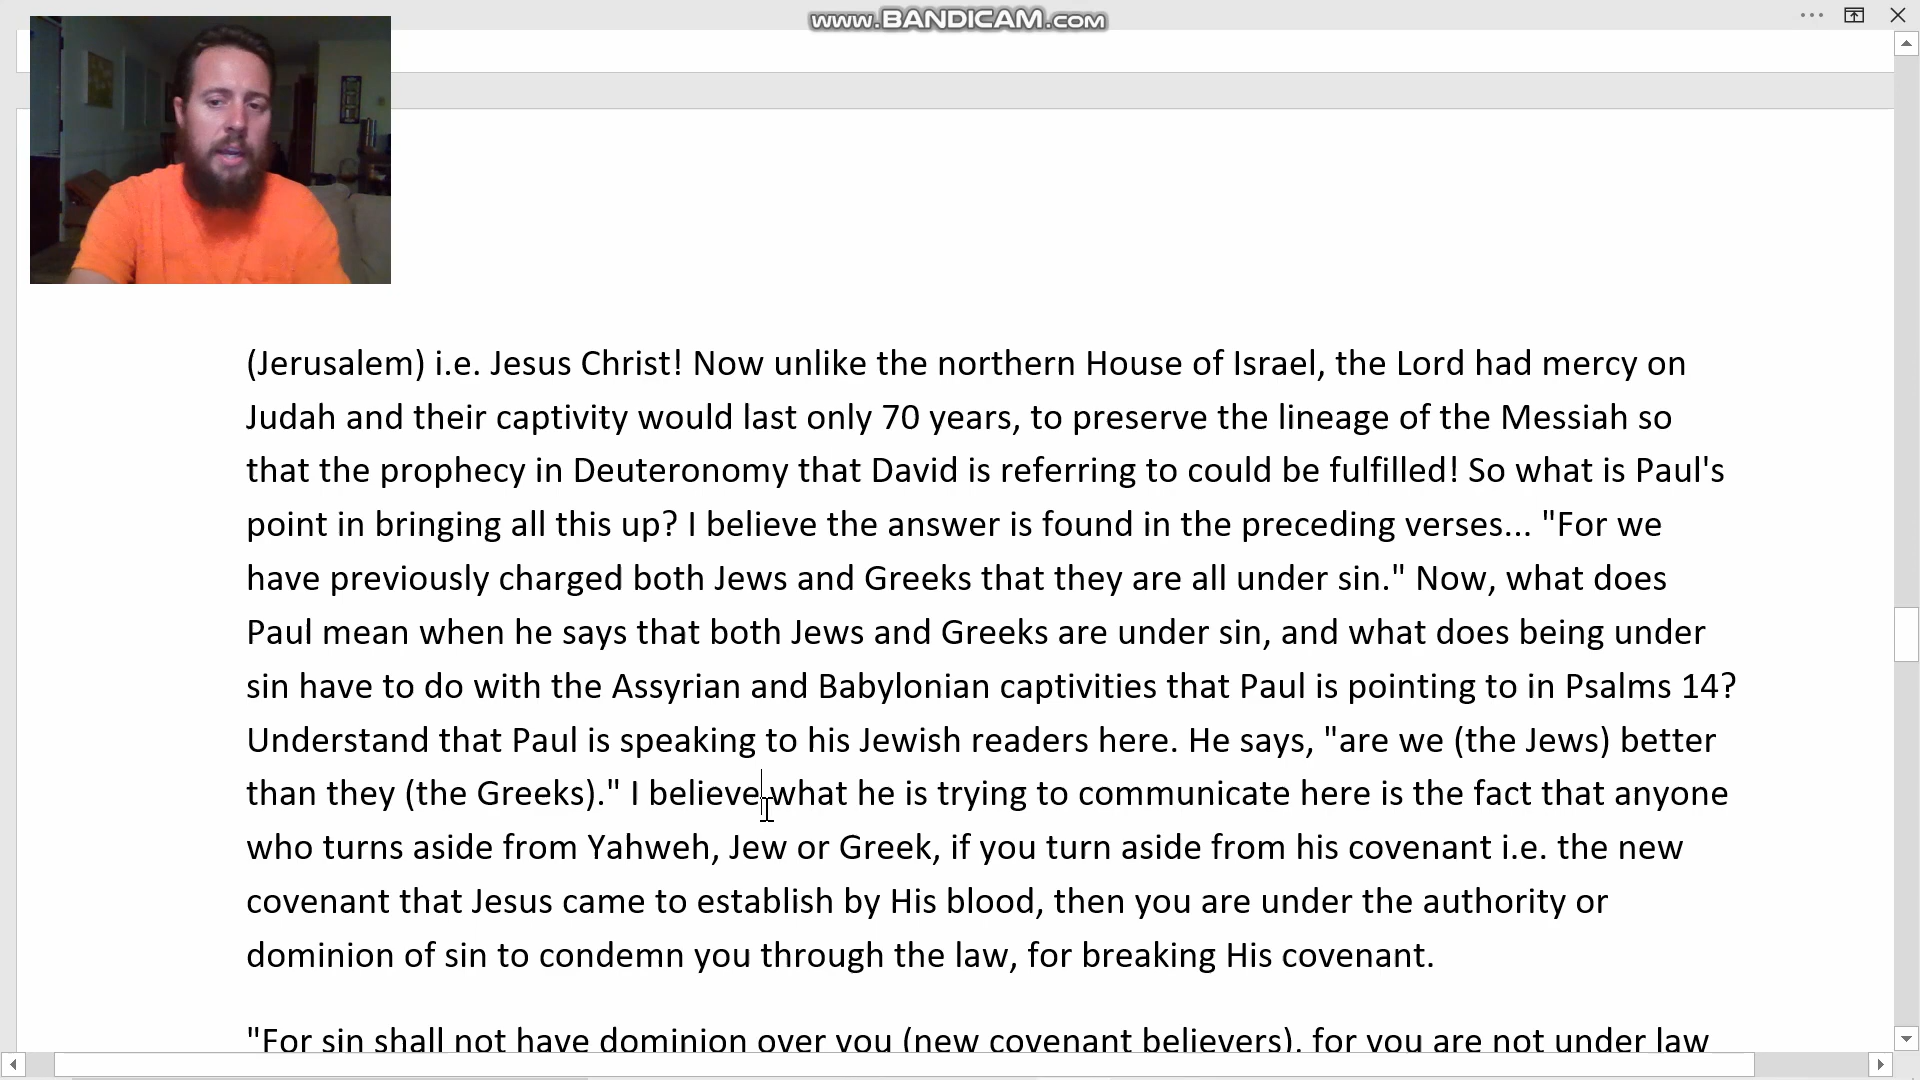 www.BANDICAM.com
(Jerusalem) i.e. Jesus Christ! Now unlike the northern House of Israel, the Lord had mercy on
Judah and their captivity would last only 70 years, to preserve the lineage of the Messiah so
that the prophecy in Deuteronomy that David is referring to could be fulfilled! So what is Paul's
point in bringing all this up? I believe the answer is found in the preceding verses... "For we
have previously charged both Jews and Greeks that they are all under sin." Now, what does
Paul mean when he says that both Jews and Greeks are under sin, and what does being under
sin have to do with the Assyrian and Babylonian captivities that Paul is pointing to in Psalms 14?
Understand that Paul is speaking to his Jewish readers here. He says, "are we (the Jews) better
than they (the Greeks)." I believe what he is trying to communicate here is the fact that anyone
who turns aside from Yahweh, Jew or Greek, if you turn aside from his covenant i.e. the new
covenant that Jesus came to establish by His blood, then you are under the authority or
dominion of sin to condemn you through the law, for breaking His covenant.
"For sin shall not have dominion over you (new covenant believers), for you are not under law